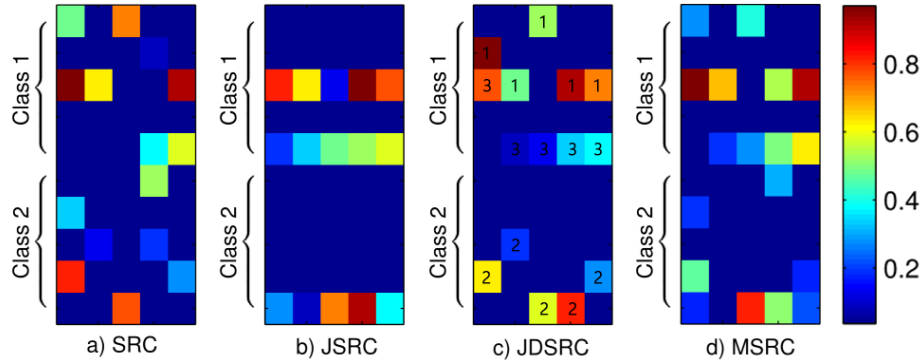 Class 1
Class 2
a) SRC
Class 1
Class 2
b) JSRC
Class 1
Class 2
1
1
3 1 1 1
3 3 3 3
2
2 2
2 2
c) JDSRC
Class 1
Class 2
d) MSRC
0.8
0.6
0.4
0.2